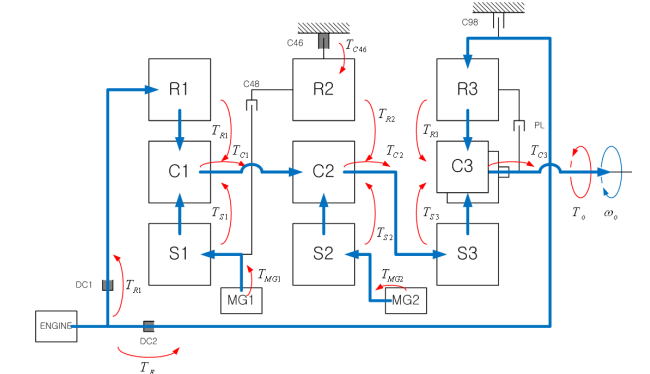 C98
C46
T_C46
R1
C48
R2
R3
T_R1
T_R2
T_R3
PL
C1
T_C1
C2
T_C2
C3
T_C3
T_S1
T_S2
T_S3
T_o
ω_o
S1
S2
S3
DC1
T_R1
T_MG1
T_MG2
MG1
MG2
ENGINE
DC2
T_R